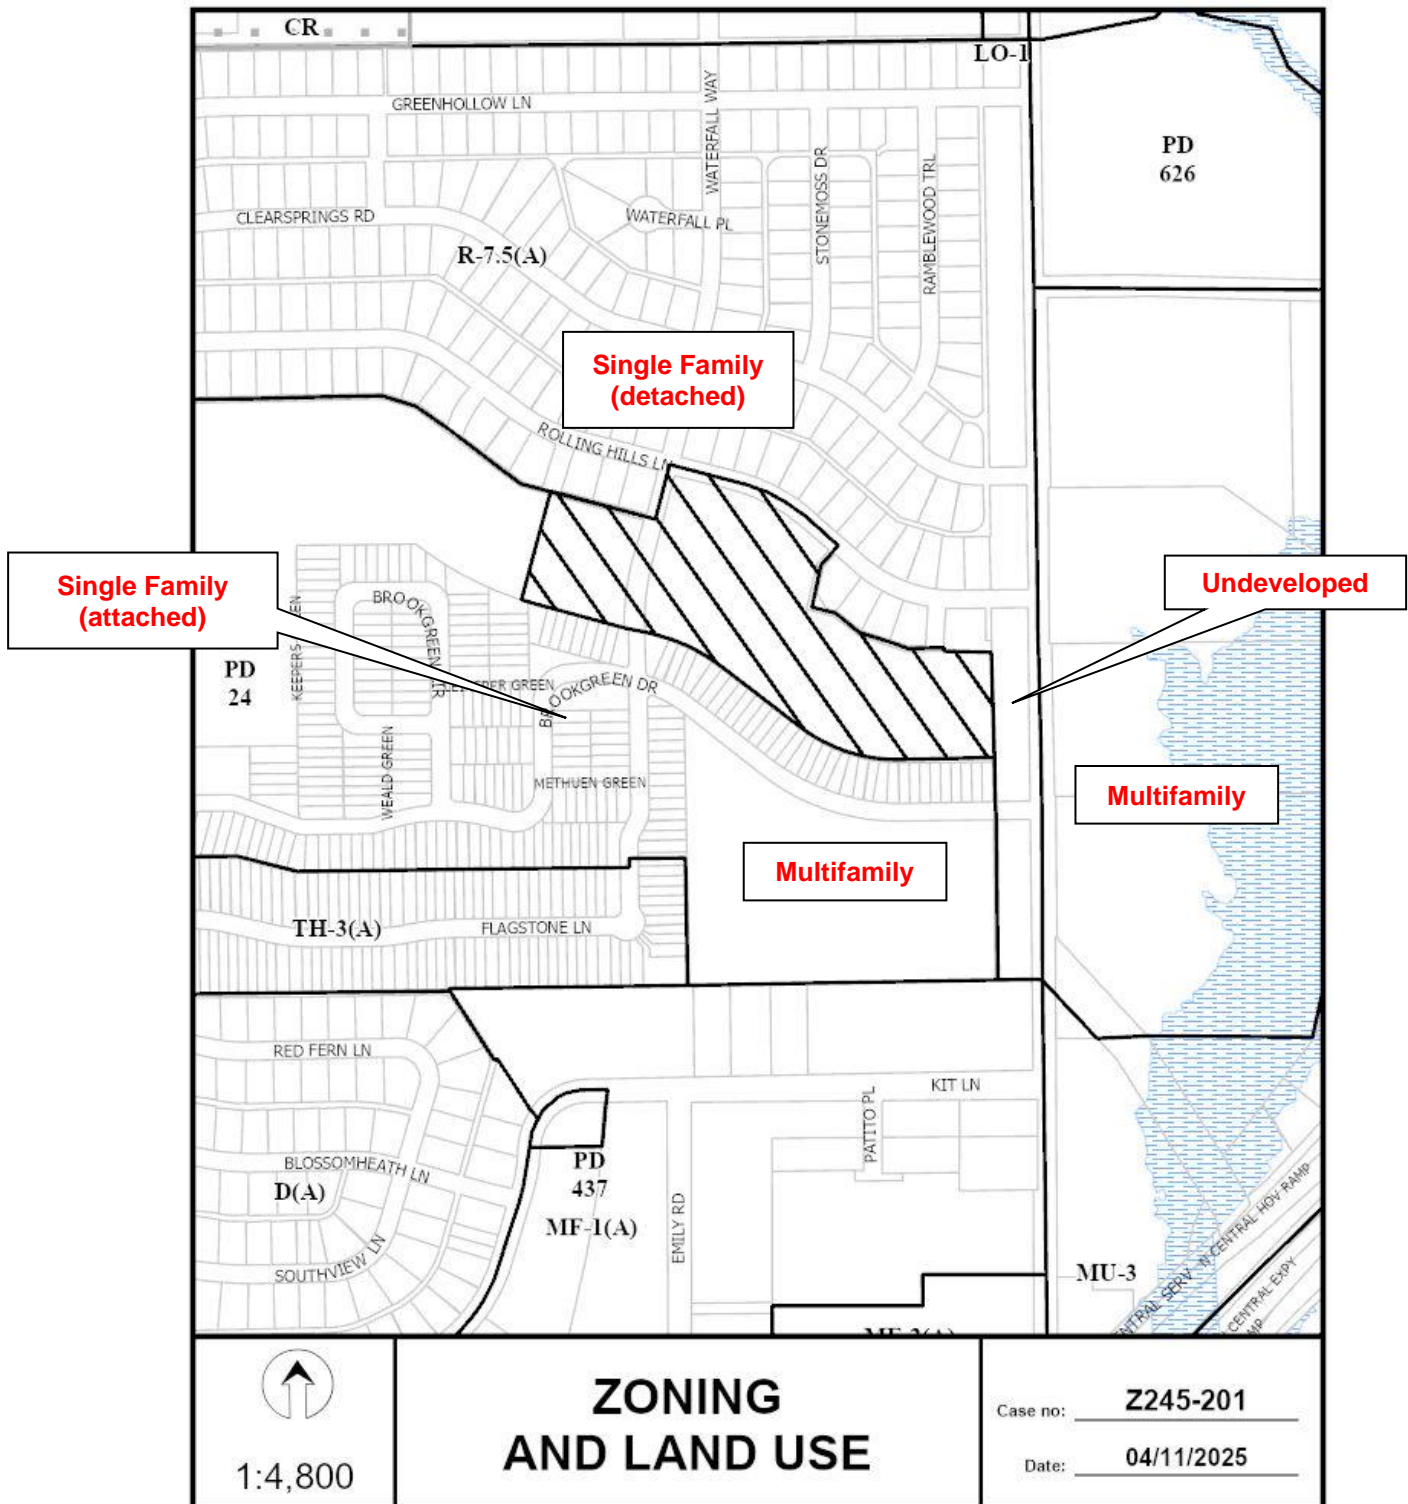 CR
LO-1
GREENHOLLOW LN
WATERFALL WAY
PD
626
STONEMOSS DR
RAMBLEWOOD TRL
CLEARSPRINGS RD
WATERFALL PL
R-7.5(A)
Single Family
(detached)
ROLLING HILLS LN
Single Family
(attached)
Undeveloped
BROOKGREEN
KEEPERS
PD
24
GREEN
BROOKGREEN DR
WEALD GREEN
METHUEN GREEN
Multifamily
Multifamily
TH-3(A)
FLAGSTONE LN
RED FERN LN
KIT LN
PATITO PL
BLOSSOMHEATH LN
D(A)
PD
437
MF-1(A)
EMILY RD
SOUTHVIEW LN
MU-3
N CENTRAL HOV RAMP
CENTRAL EXPY
1:4,800
ZONING
AND LAND USE
Case no: Z245-201
Date: 04/11/2025